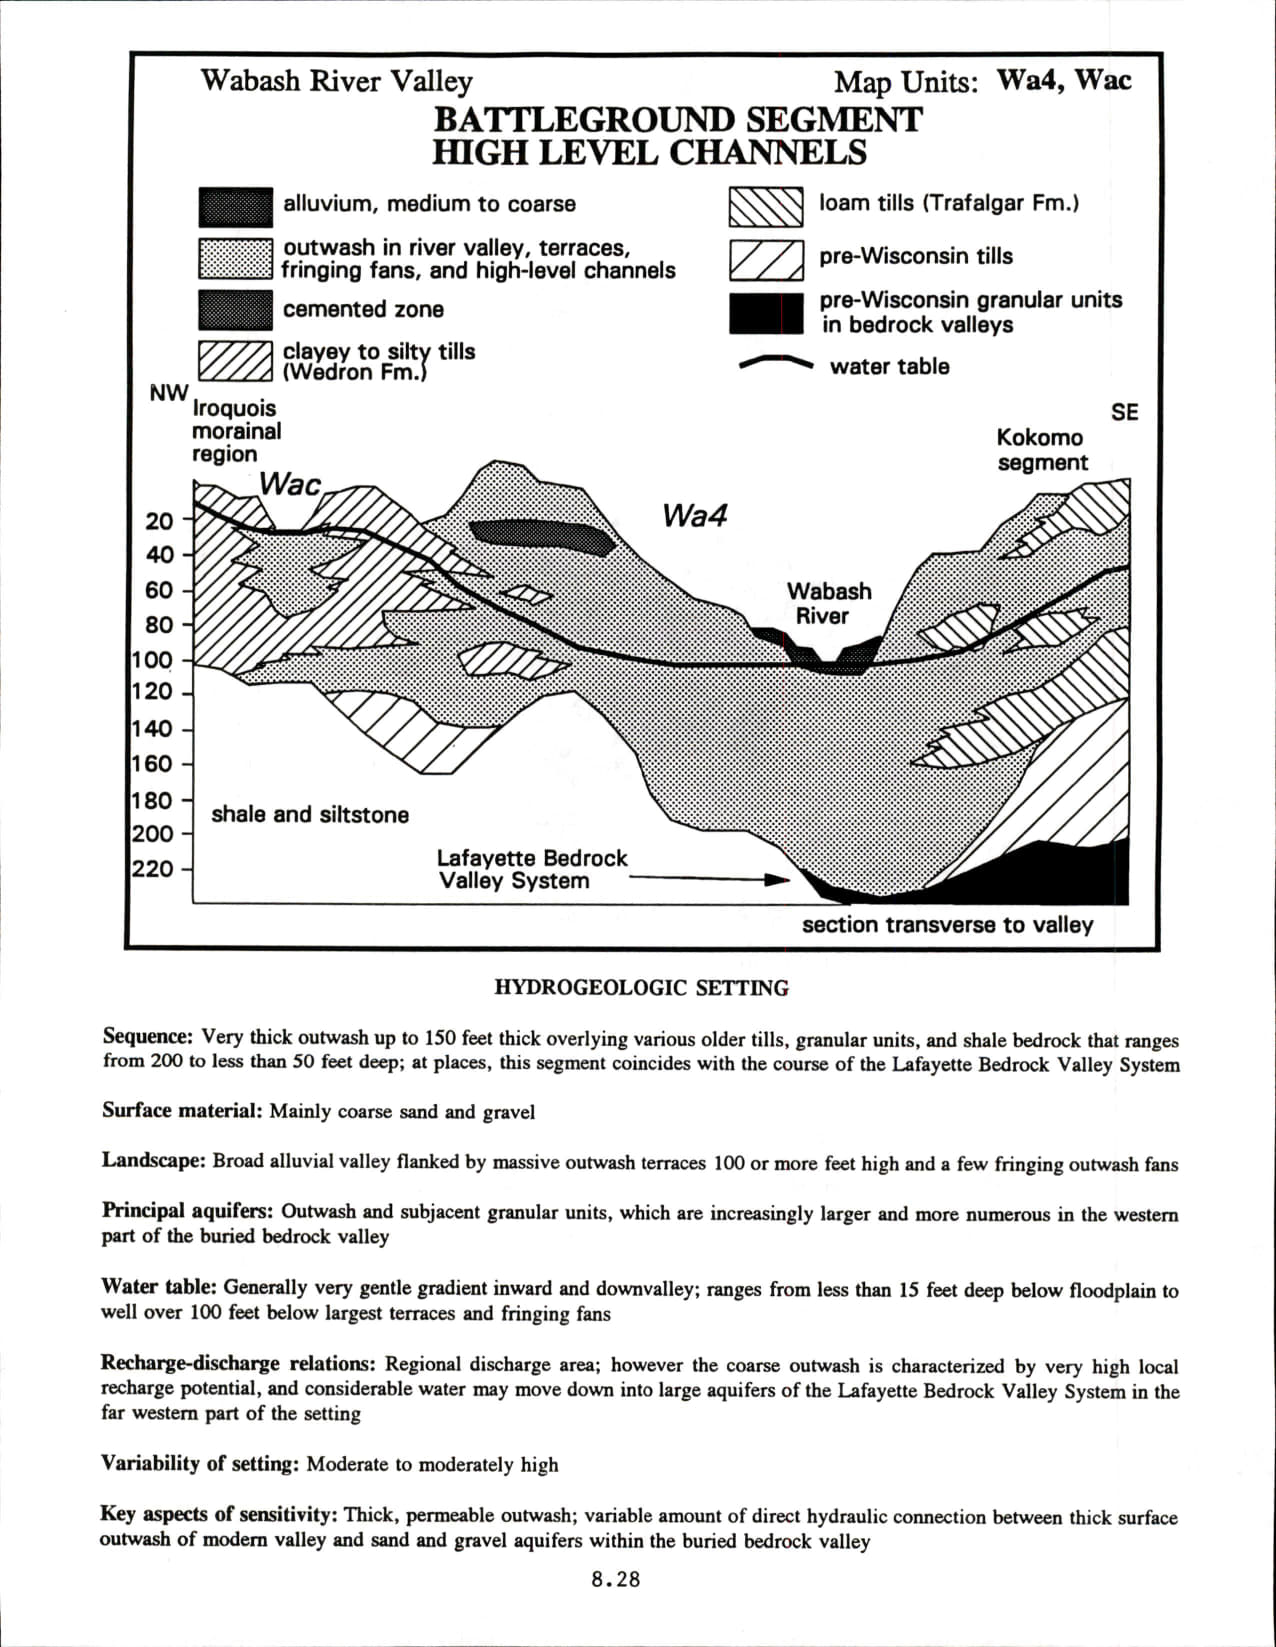 Wabash River Valley
Map Units: Wa4, Wac
BATTLEGROUND SEGMENT
HIGH LEVEL CHANNELS
alluvium, medium to coarse
outwash in river valley, terraces,
fringing fans, and high-level channels
cemented zone
clayey to silty tills
(Wedron Fm.)
loam tills (Trafalgar Fm.)
pre-Wisconsin tills
pre-Wisconsin granular units
in bedrock valleys
water table
NW
Iroquois
morainal
region
SE
Kokomo
segment
Wac
Wa4
Wabash
River
20
40
60
80
100
120
140
160
180
200
220
shale and siltstone
Lafayette Bedrock
Valley System
section transverse to valley
HYDROGEOLOGIC SETTING
Sequence: Very thick outwash up to 150 feet thick overlying various older tills, granular units, and shale bedrock that ranges
from 200 to less than 50 feet deep; at places, this segment coincides with the course of the Lafayette Bedrock Valley System
Surface material: Mainly coarse sand and gravel
Landscape: Broad alluvial valley flanked by massive outwash terraces 100 or more feet high and a few fringing outwash fans
Principal aquifers: Outwash and subjacent granular units, which are increasingly larger and more numerous in the western
part of the buried bedrock valley
Water table: Generally very gentle gradient inward and downvalley; ranges from less than 15 feet deep below floodplain to
well over 100 feet below largest terraces and fringing fans
Recharge-discharge relations: Regional discharge area; however the coarse outwash is characterized by very high local
recharge potential, and considerable water may move down into large aquifers of the Lafayette Bedrock Valley System in the
far western part of the setting
Variability of setting: Moderate to moderately high
Key aspects of sensitivity: Thick, permeable outwash; variable amount of direct hydraulic connection between thick surface
outwash of modern valley and sand and gravel aquifers within the buried bedrock valley
8.28